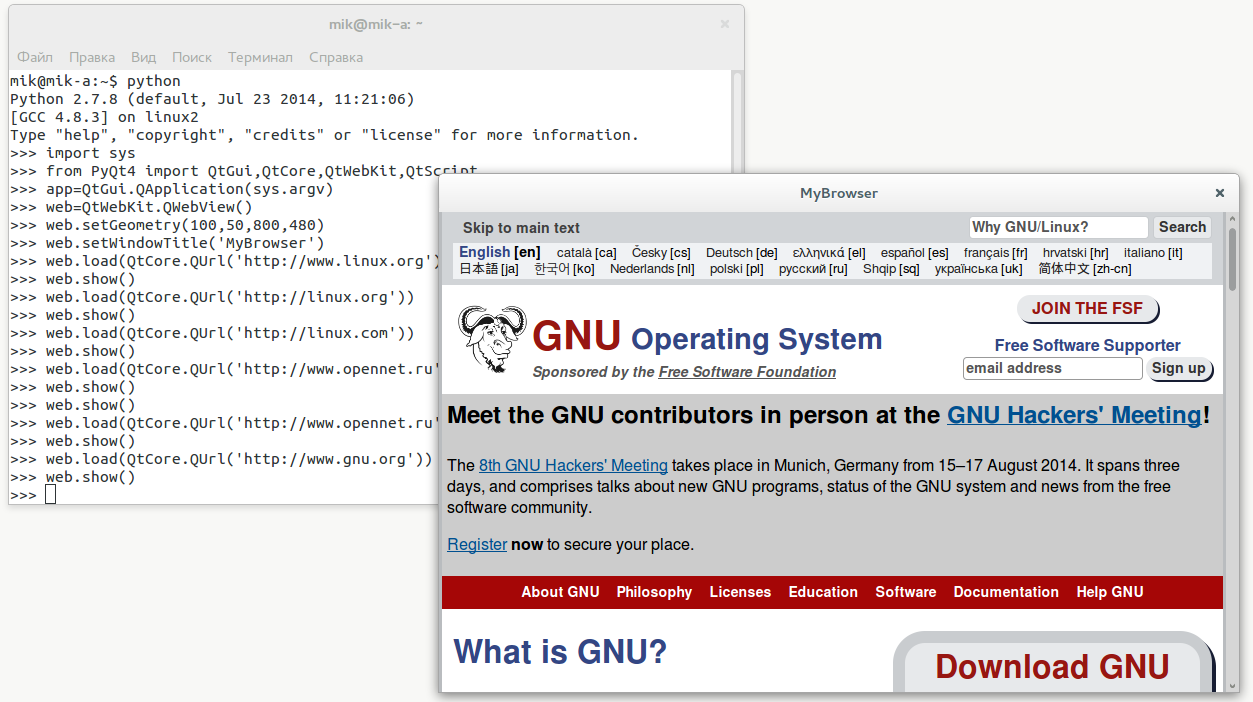 mik@mik-a: ~
Файл Правка Вид Поиск Терминал Справка
mik@mik-a:~$ python
Python 2.7.8 (default, Jul 23 2014, 11:21:06)
[GCC 4.8.3] on linux2
Type "help", "copyright", "credits" or "license" for more information.
>>> import sys
>>> from PyQt4 import QtGui,QtCore,QtWebKit,QtScript
>>> app=QtGui.QApplication(sys.argv)
>>> web=QtWebKit.QWebView()
>>> web.setGeometry(100,50,800,480)
>>> web.setWindowTitle('MyBrowser')
>>> web.load(QtCore.QUrl('http://www.linux.org')
>>> web.show()
>>> web.load(QtCore.QUrl('http://linux.org'))
>>> web.show()
>>> web.load(QtCore.QUrl('http://linux.com'))
>>> web.show()
>>> web.load(QtCore.QUrl('http://www.opennet.ru'
>>> web.show()
>>> web.show()
>>> web.load(QtCore.QUrl('http://www.opennet.ru'
>>> web.show()
>>> web.load(QtCore.QUrl('http://www.gnu.org'))
>>> web.show()
>>>
MyBrowser
Skip to main text
Why GNU/Linux? Search
English [en] català [ca] Česky [cs] Deutsch [de] ελληνικά [el] español [es] français [fr] hrvatski [hr] italiano [it]
日本語 [ja] 한국어 [ko] Nederlands [nl] polski [pl] русский [ru] Shqip [sq] українська [uk] 简体中文 [zh-cn]
GNU Operating System
Sponsored by the Free Software Foundation
JOIN THE FSF
Free Software Supporter
email address Sign up
Meet the GNU contributors in person at the GNU Hackers' Meeting!
The 8th GNU Hackers' Meeting takes place in Munich, Germany from 15–17 August 2014. It spans three
days, and comprises talks about new GNU programs, status of the GNU system and news from the free
software community.
Register now to secure your place.
About GNU Philosophy Licenses Education Software Documentation Help GNU
What is GNU?
Download GNU